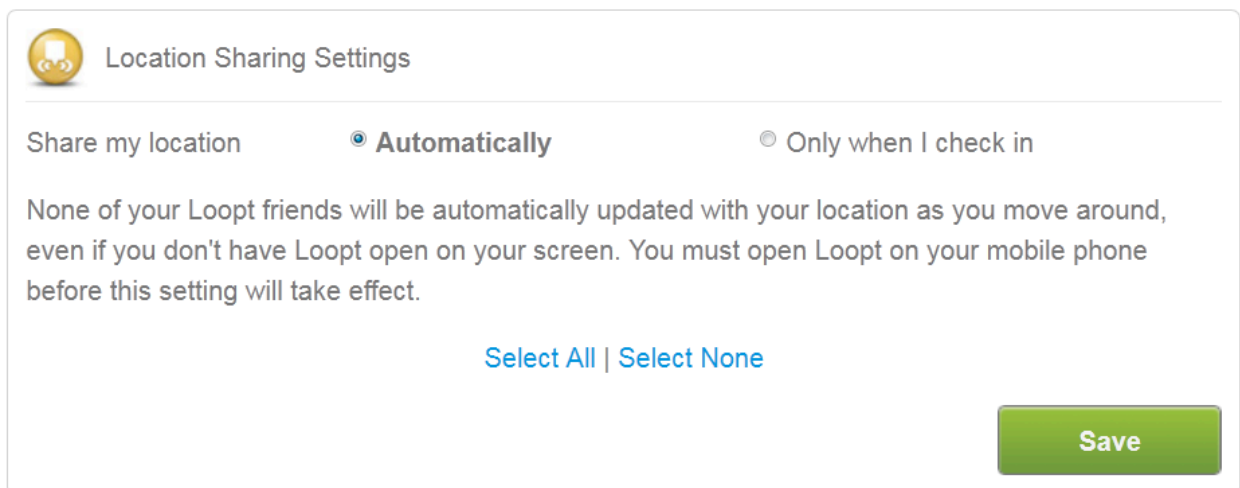 Location Sharing Settings
Share my location Automatically Only when I check in
None of your Loopt friends will be automatically updated with your location as you move around,
even if you don't have Loopt open on your screen. You must open Loopt on your mobile phone
before this setting will take effect.
Select All | Select None
Save